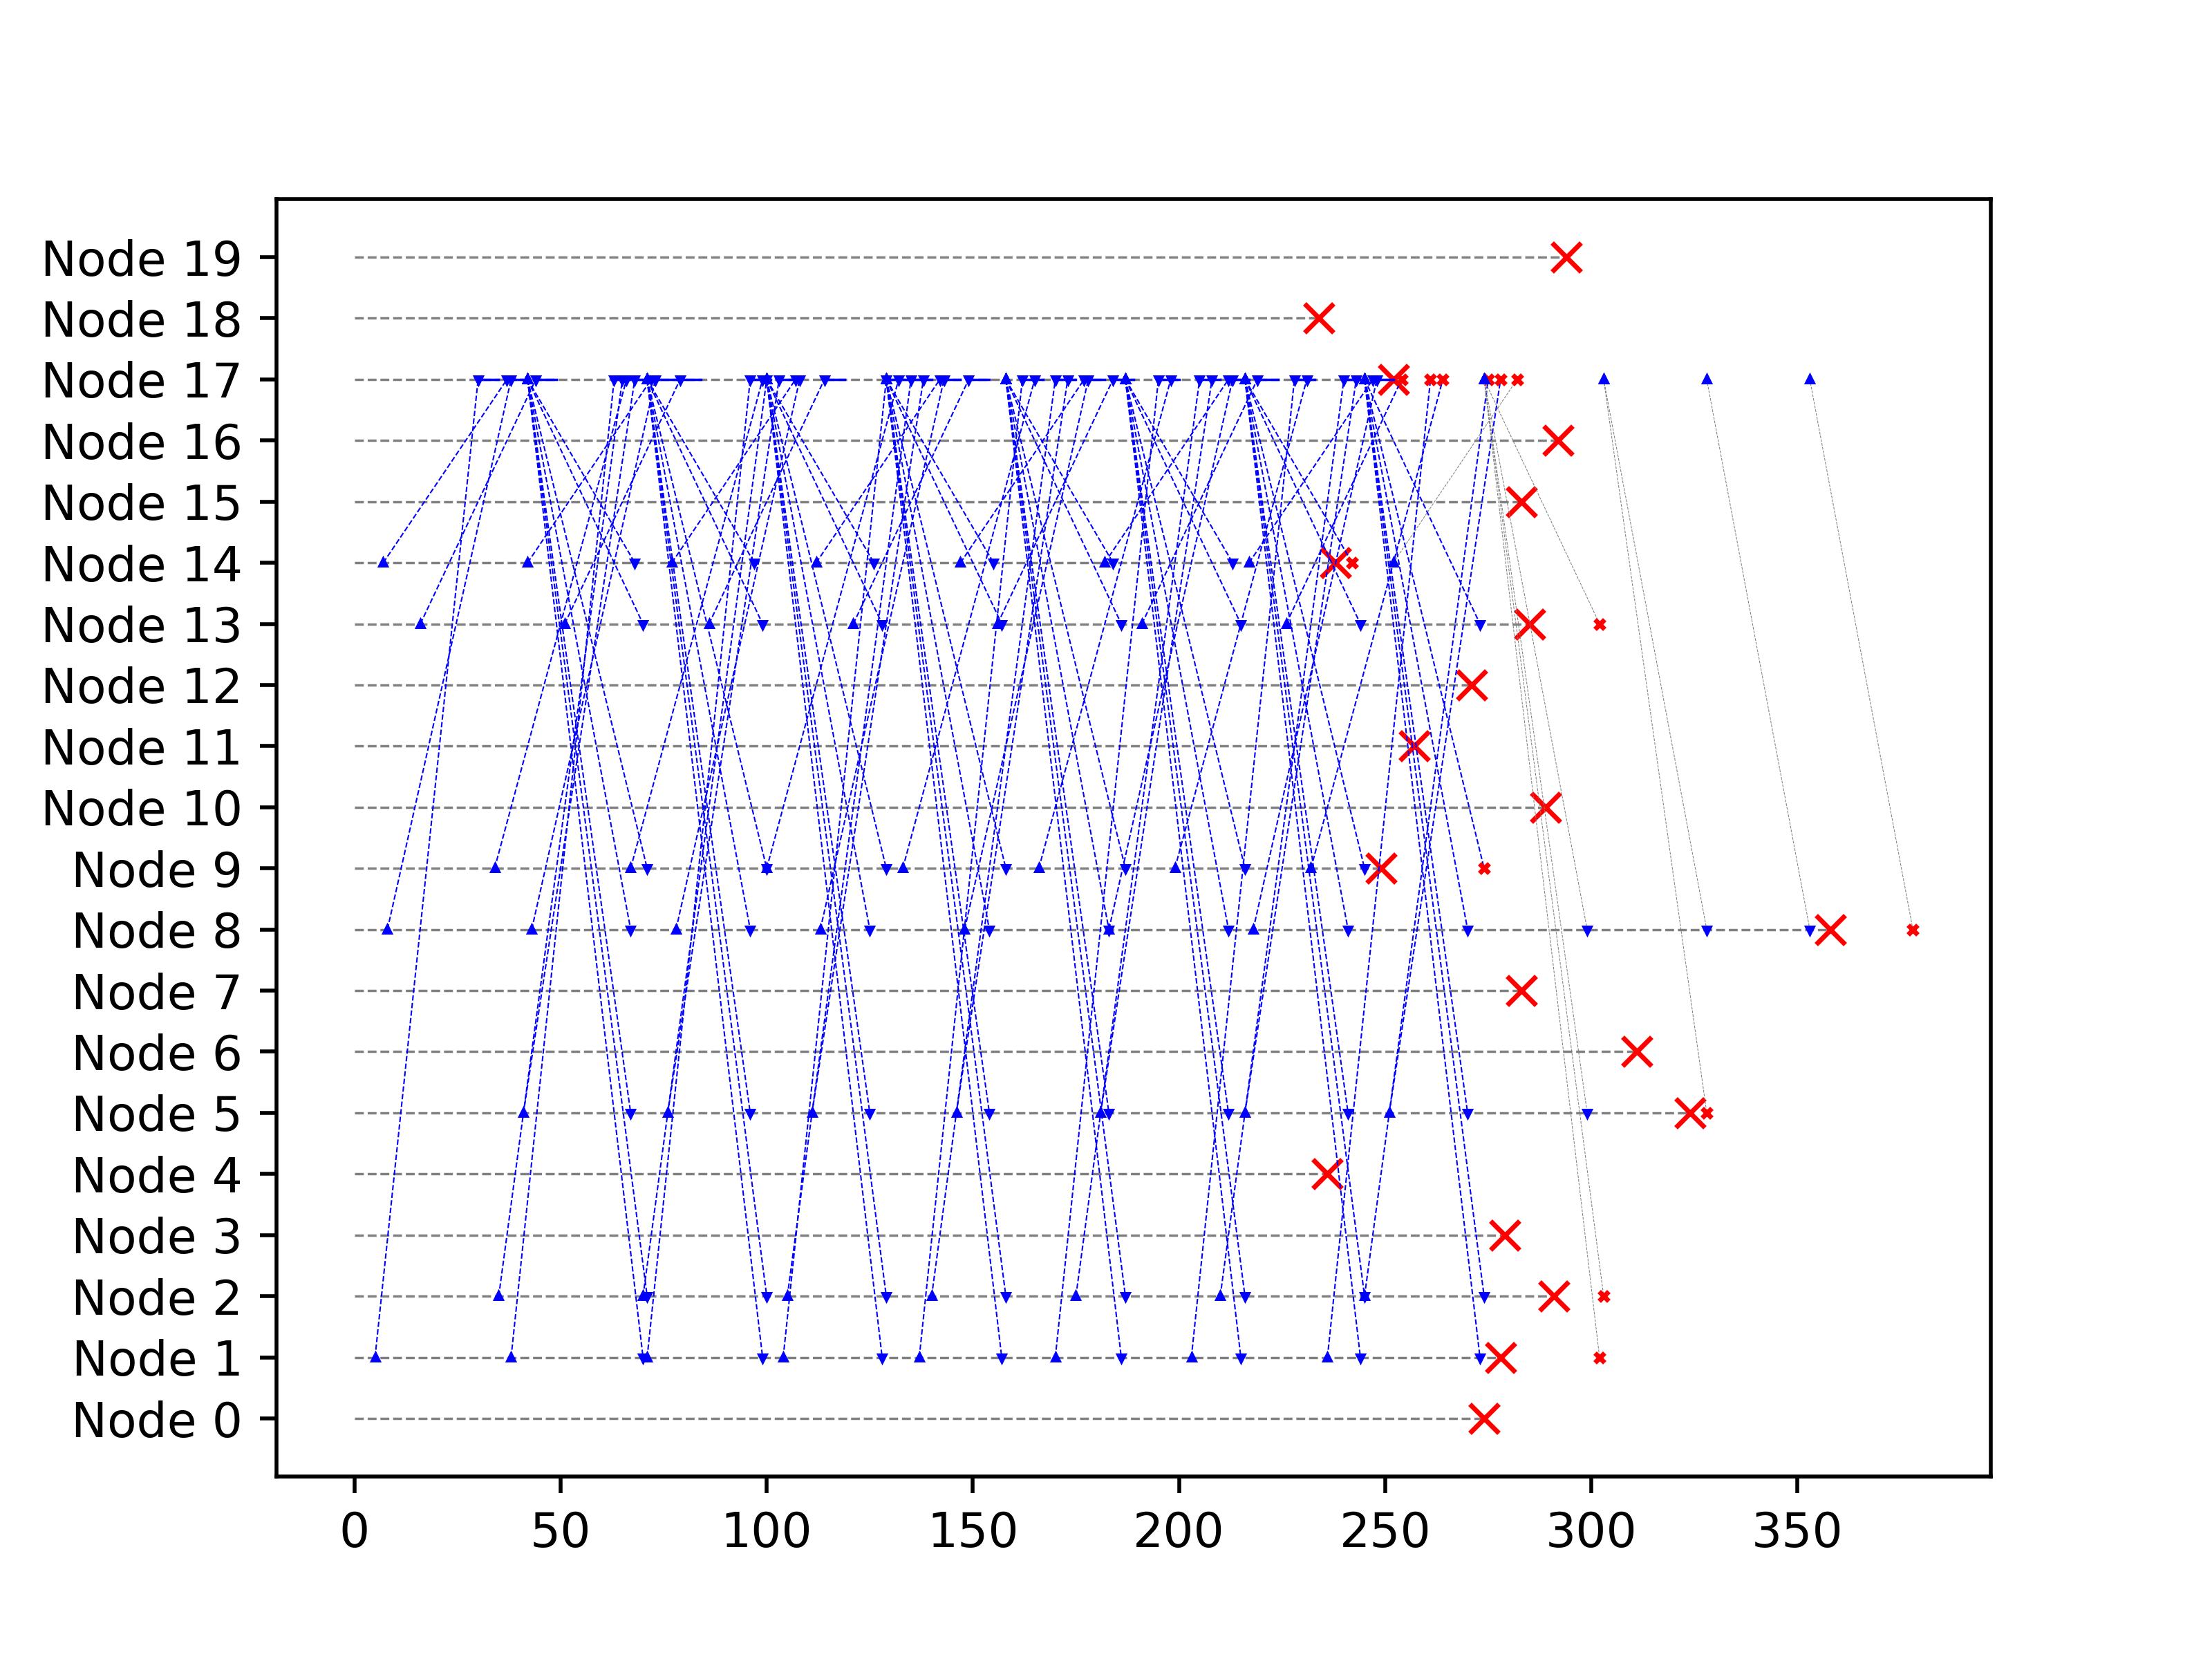 Node 19
Node 18
Node 17
Node 16
Node 15
Node 14
Node 13
Node 12
Node 11
Node 10
Node 9
Node 8
Node 7
Node 6
Node 5
Node 4
Node 3
Node 2
Node 1
Node 0
0 50 100 150 200 250 300 350